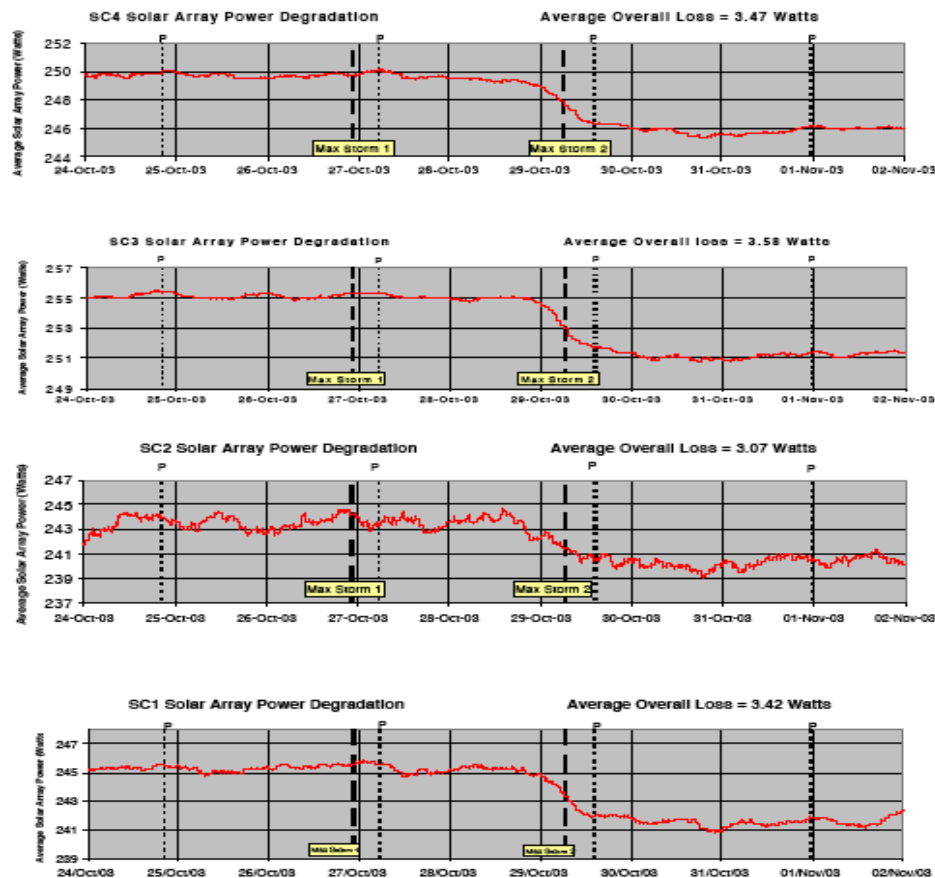 SC4 Solar Array Power Degradation Average Overall Loss = 3.47 Watts
P P P P
Average Solar Array Power (Watts)
252
250
248
246
244
Max Storm 1 Max Storm 2
24-Oct-03 25-Oct-03 26-Oct-03 27-Oct-03 28-Oct-03 29-Oct-03 30-Oct-03 31-Oct-03 01-Nov-03 02-Nov-03
SC3 Solar Array Power Degradation Average Overall loss = 3.58 Watts
P P P P
Average Solar Array Power (Watts)
257
255
253
251
249
Max Storm 1 Max Storm 2
24-Oct-03 25-Oct-03 26-Oct-03 27-Oct-03 28-Oct-03 29-Oct-03 30-Oct-03 31-Oct-03 01-Nov-03 02-Nov-03
SC2 Solar Array Power Degradation Average Overall Loss = 3.07 Watts
P P P P
Average Solar Array Power (Watts)
247
245
243
241
239
237
Max Storm 1 Max Storm 2
24-Oct-03 25-Oct-03 26-Oct-03 27-Oct-03 28-Oct-03 29-Oct-03 30-Oct-03 31-Oct-03 01-Nov-03 02-Nov-03
SC1 Solar Array Power Degradation Average Overall Loss = 3.42 Watts
P P P P
Average Solar Array Power (Watts
247
245
243
241
239
Max Storm Max Storm
24/Oct/03 25/Oct/03 26/Oct/03 27/Oct/03 28/Oct/03 29/Oct/03 30/Oct/03 31/Oct/03 01/Nov/03 02/Nov/03